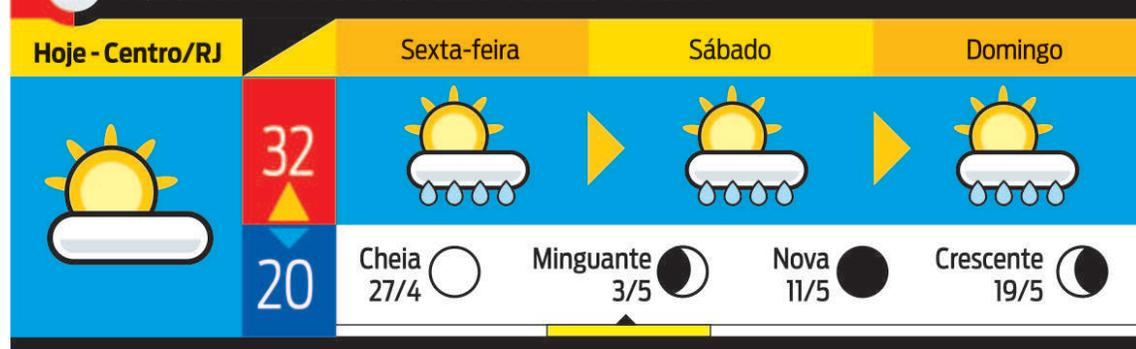 Hoje - Centro/RJ
Sexta-feira
Sábado
Domingo
32
20
Cheia
27/4
Minguante
3/5
Nova
11/5
Crescente
19/5